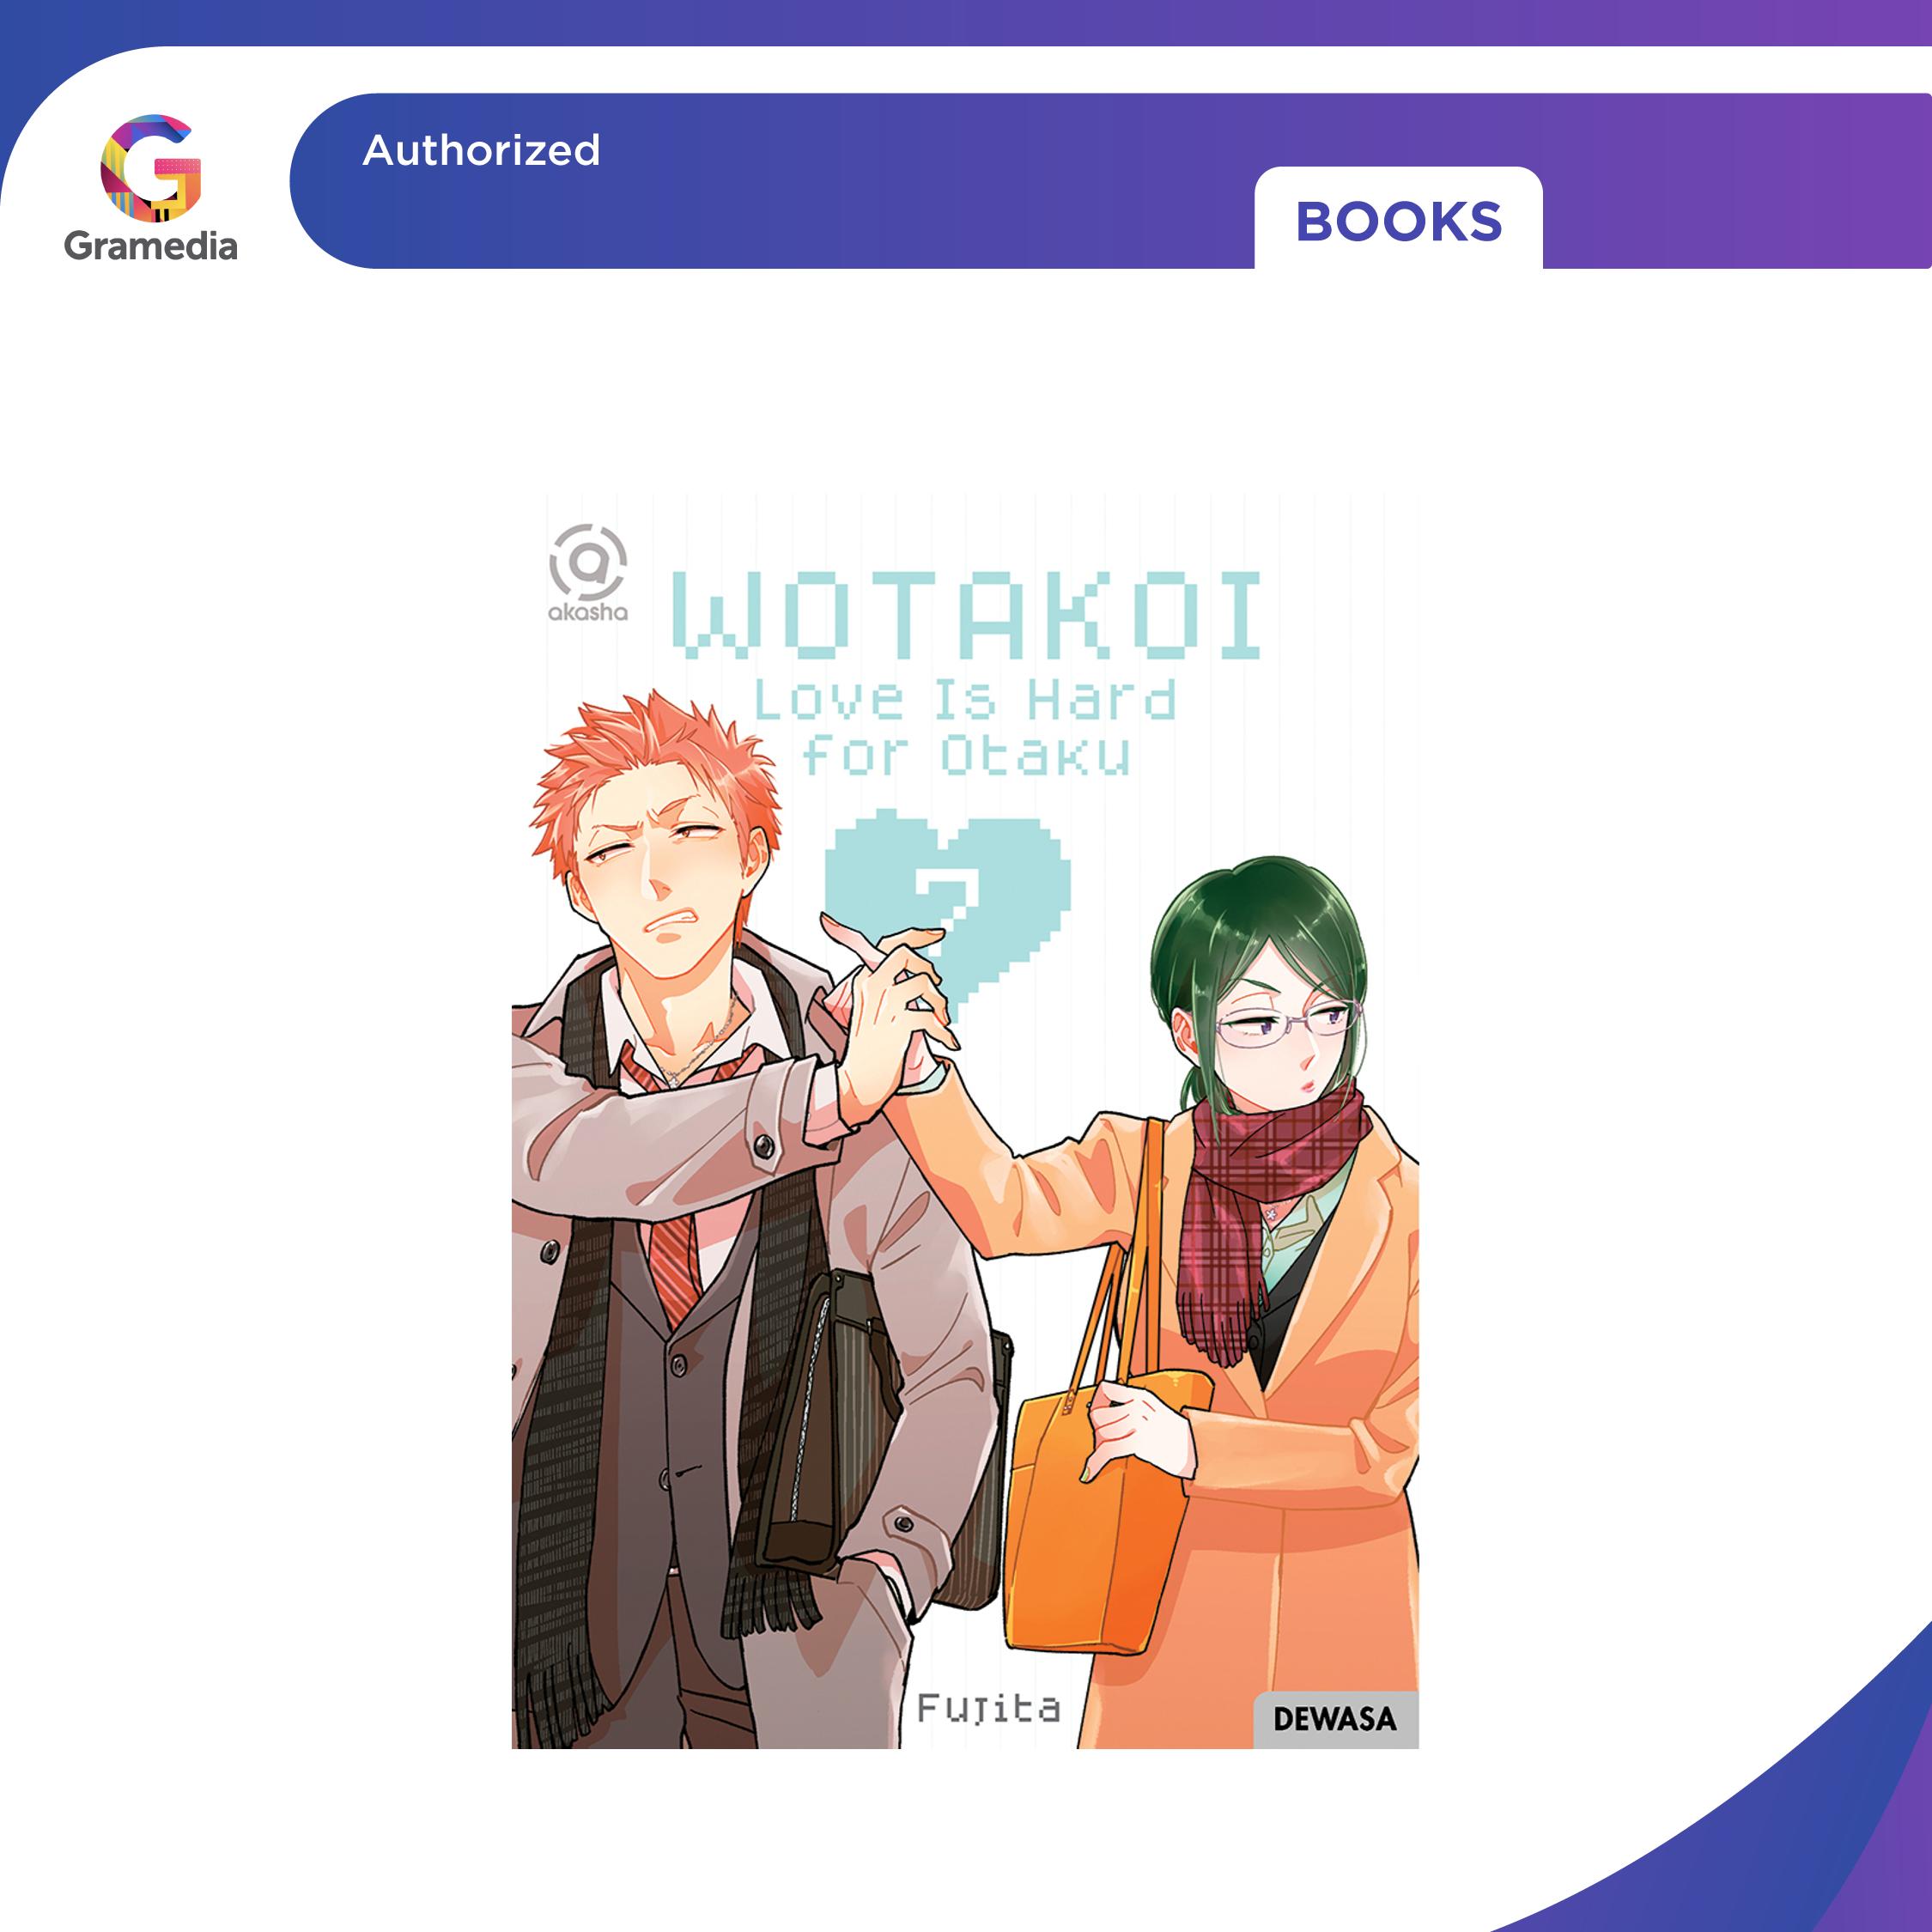 Gramedia
Authorized
BOOKS
akasha
WOTAKOI
Love Is Hard
for Otaku
7
Fujita
DEWASA